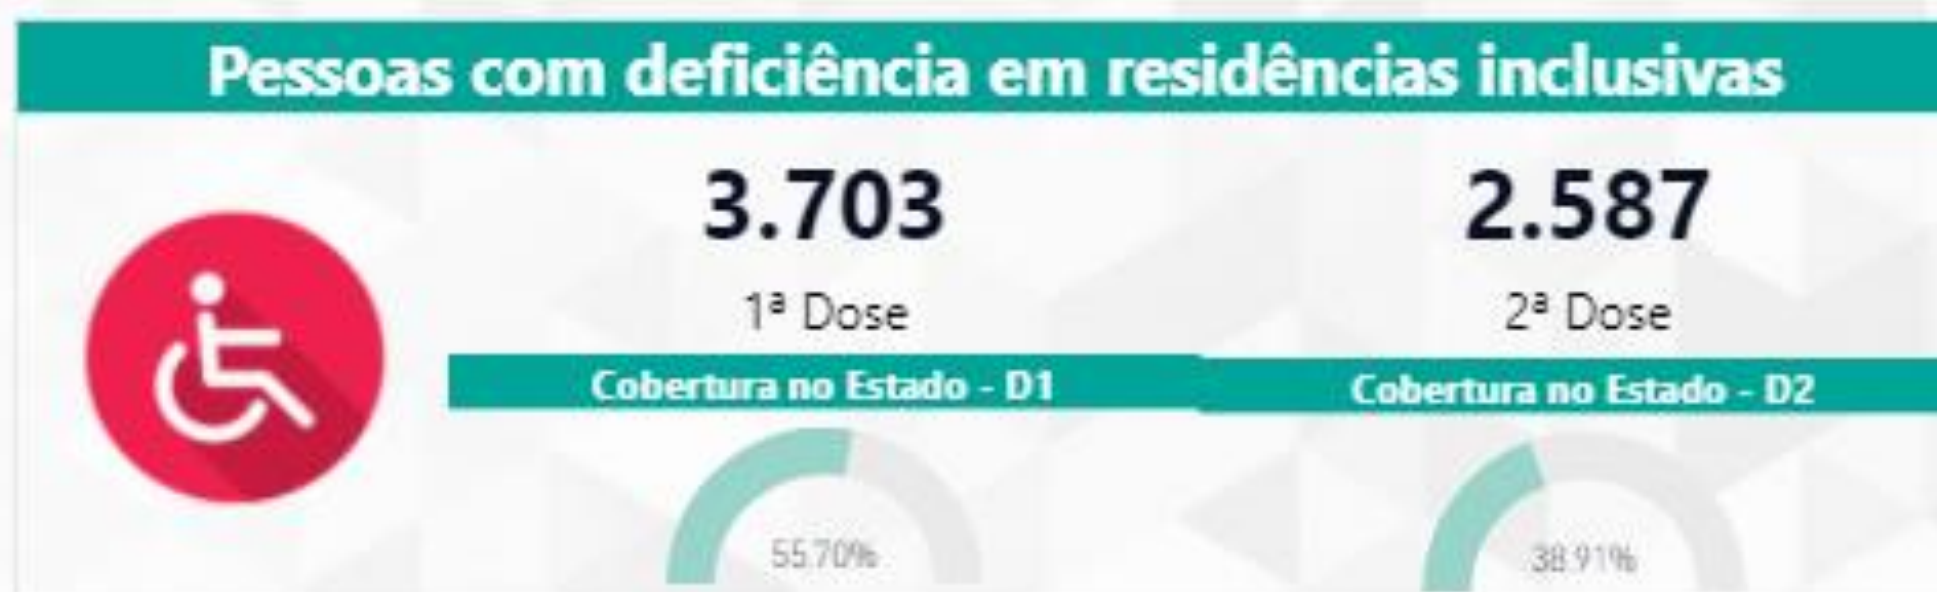 Pessoas com deficiência em residências inclusivas
3.703
1ª Dose
Cobertura no Estado - D1
55.70%
2.587
2ª Dose
Cobertura no Estado - D2
38.91%